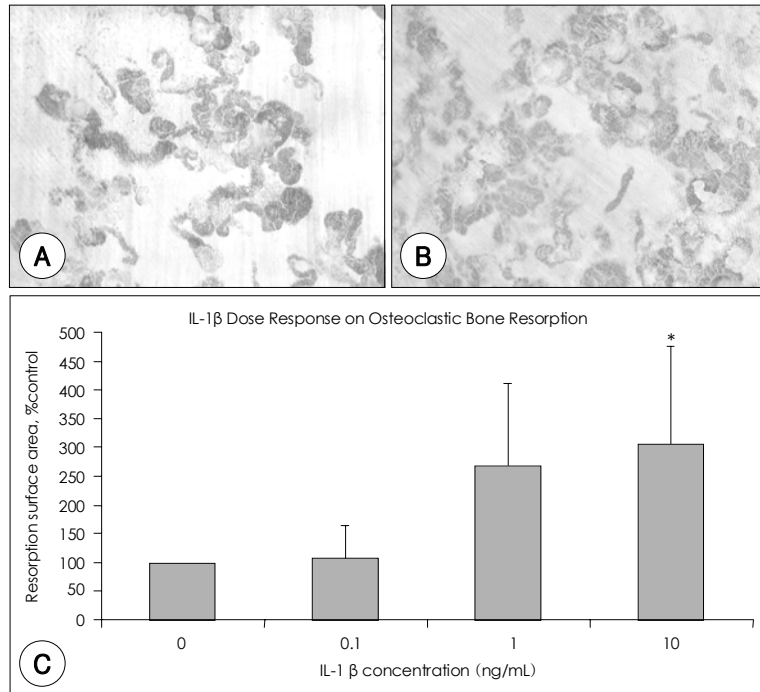 A
B
IL-1β Dose Response on Osteoclastic Bone Resorption
Resorption surface area, %control
500
450
400
350
300
250
200
150
100
50
0
*
0
0.1
1
10
IL-1 β concentration (ng/mL)
C